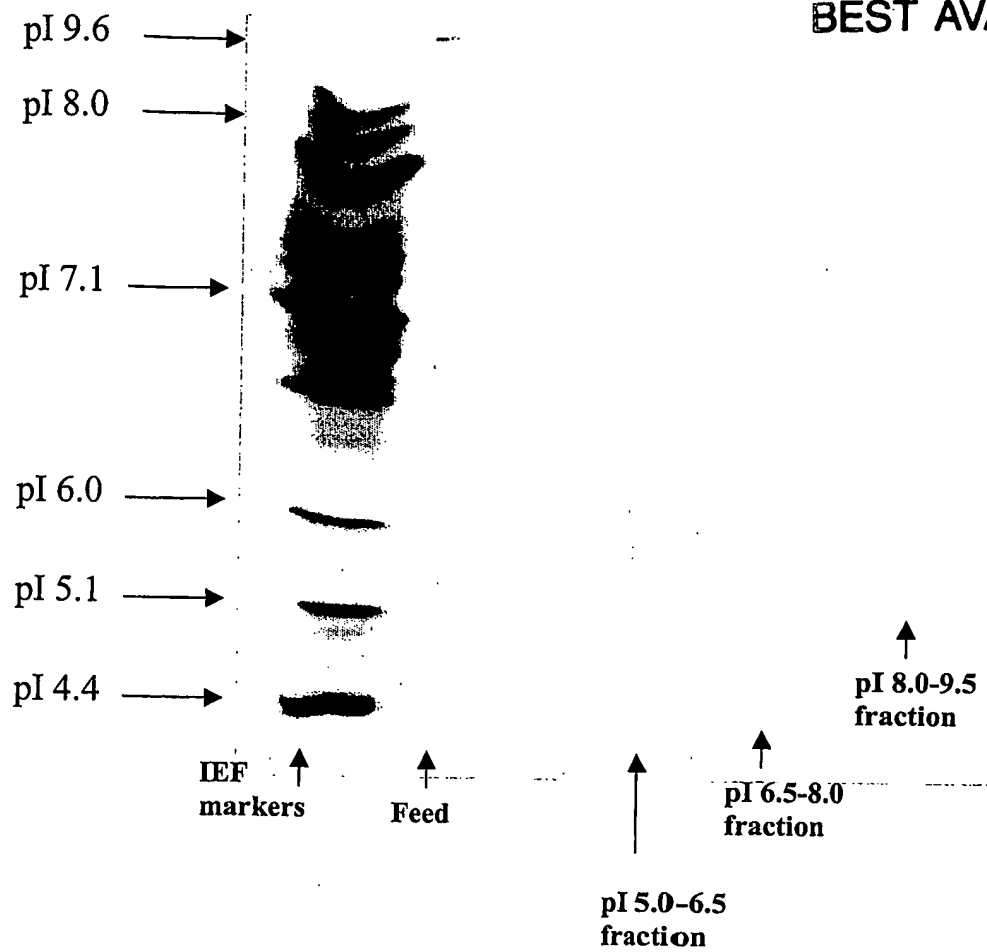 BEST AVA
pI 9.6
pI 8.0
pI 7.1
pI 6.0
pI 5.1
pI 4.4
IEF
markers
Feed
pI 5.0-6.5
fraction
pI 6.5-8.0
fraction
pI 8.0-9.5
fraction